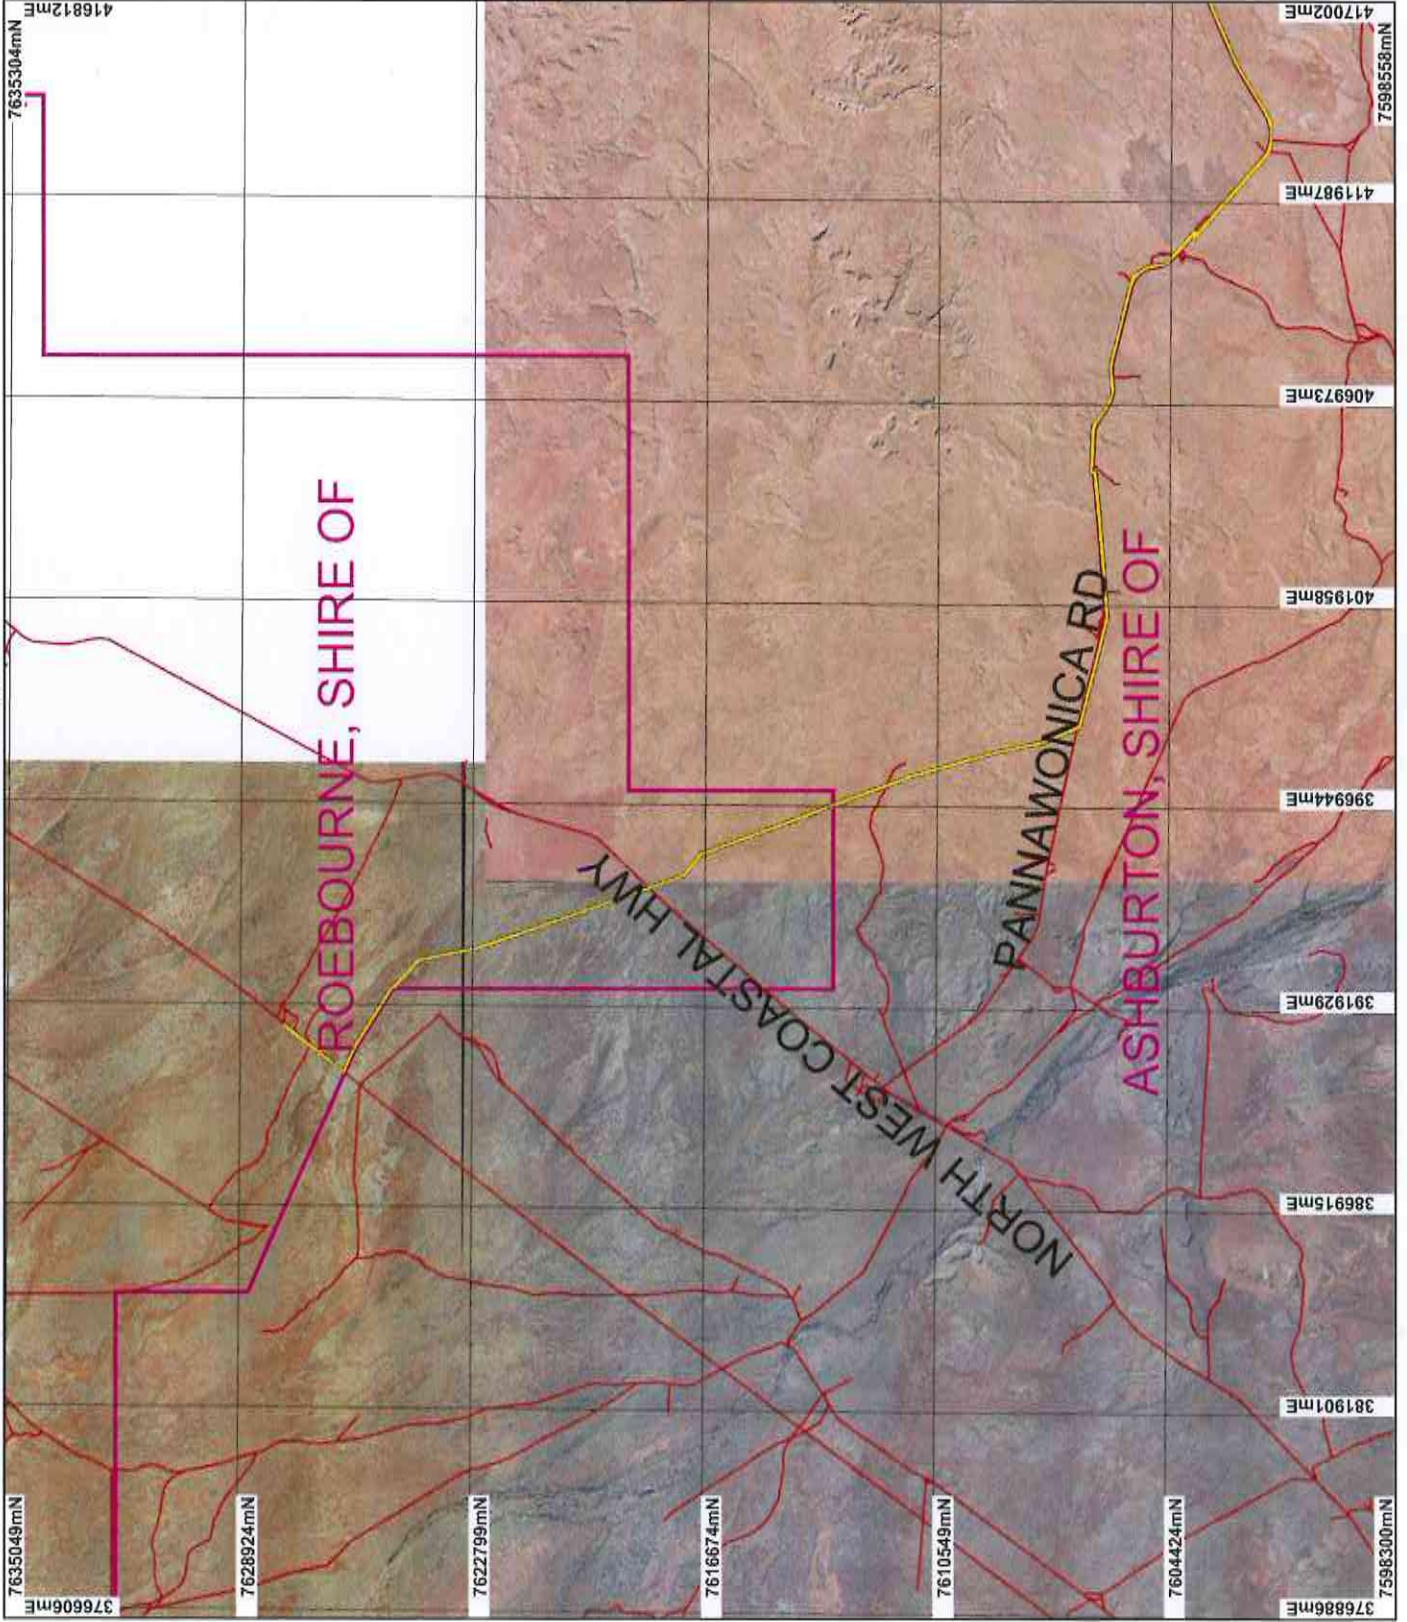 416812mE
7635304mN
417002mE
7598558mN
411987mE
406973mE
ROEBOURNE, SHIRE OF
401958mE
PANNAWONICA RD
ASHBURTON, SHIRE OF
396944mE
NORTH WEST COASTAL HWY
391929mE
386915mE
381901mE
7635049mN
7628924mN
7622799mN
7616674mN
7610549mN
7604424mN
7598300mN
376606mE
376886mE